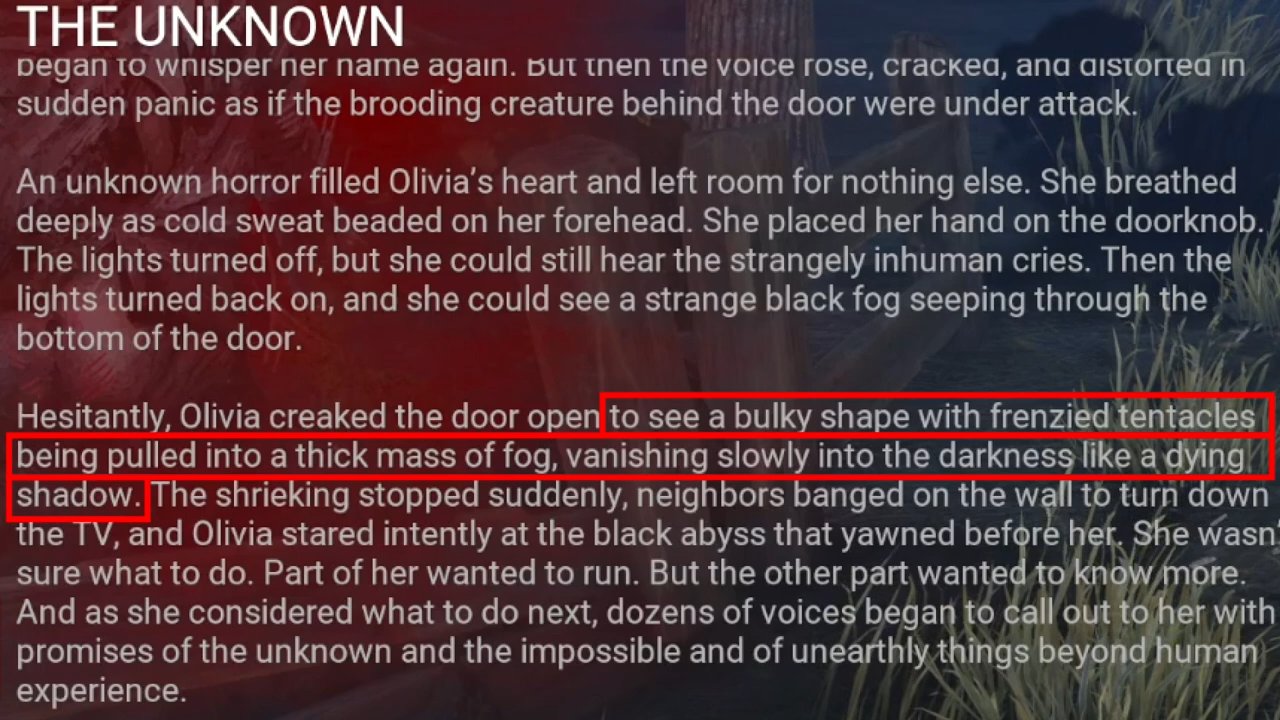 THE UNKNOWN
began to whisper her name again. But then the voice rose, cracked, and distorted in
sudden panic as if the brooding creature behind the door were under attack.
An unknown horror filled Olivia’s heart and left room for nothing else. She breathed
deeply as cold sweat beaded on her forehead. She placed her hand on the doorknob.
The lights turned off, but she could still hear the strangely inhuman cries. Then the
lights turned back on, and she could see a strange black fog seeping through the
bottom of the door.
Hesitantly, Olivia creaked the door open to see a bulky shape with frenzied tentacles
being pulled into a thick mass of fog, vanishing slowly into the darkness like a dying
shadow. The shrieking stopped suddenly, neighbors banged on the wall to turn down
the TV, and Olivia stared intently at the black abyss that yawned before her. She wasn
sure what to do. Part of her wanted to run. But the other part wanted to know more.
And as she considered what to do next, dozens of voices began to call out to her with
promises of the unknown and the impossible and of unearthly things beyond human
experience.